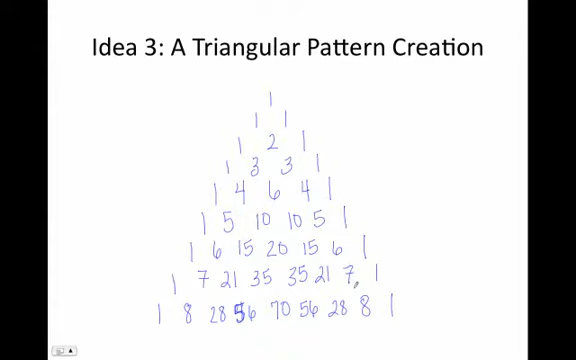 Idea 3: A Triangular Pattern Creation
1
1 1
1 2 1
1 3 3 1
1 4 6 4 1
1 5 10 10 5 1
1 6 15 20 15 6 1
1 7 21 35 35 21 7 1
1 8 28 56 70 56 28 8 1